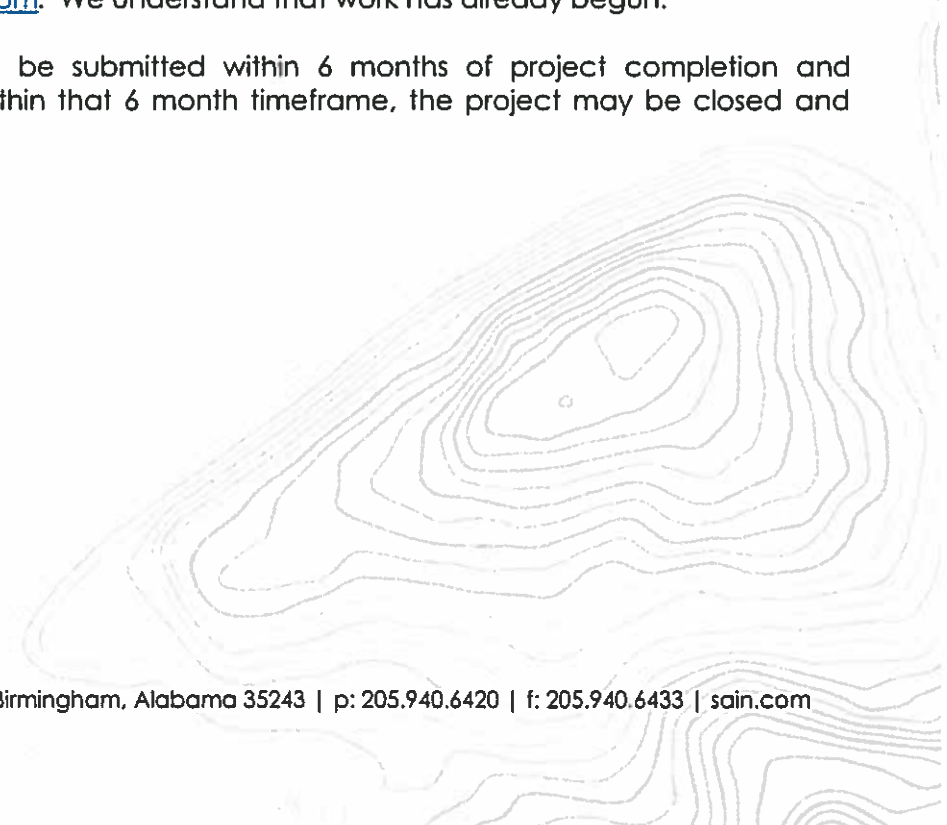 . We understand that work has already begun.
be submitted within 6 months of project completion and
thin that 6 month timeframe, the project may be closed and
Birmingham, Alabama 35243 | p: 205.940.6420 | f: 205.940.6433 | sain.com